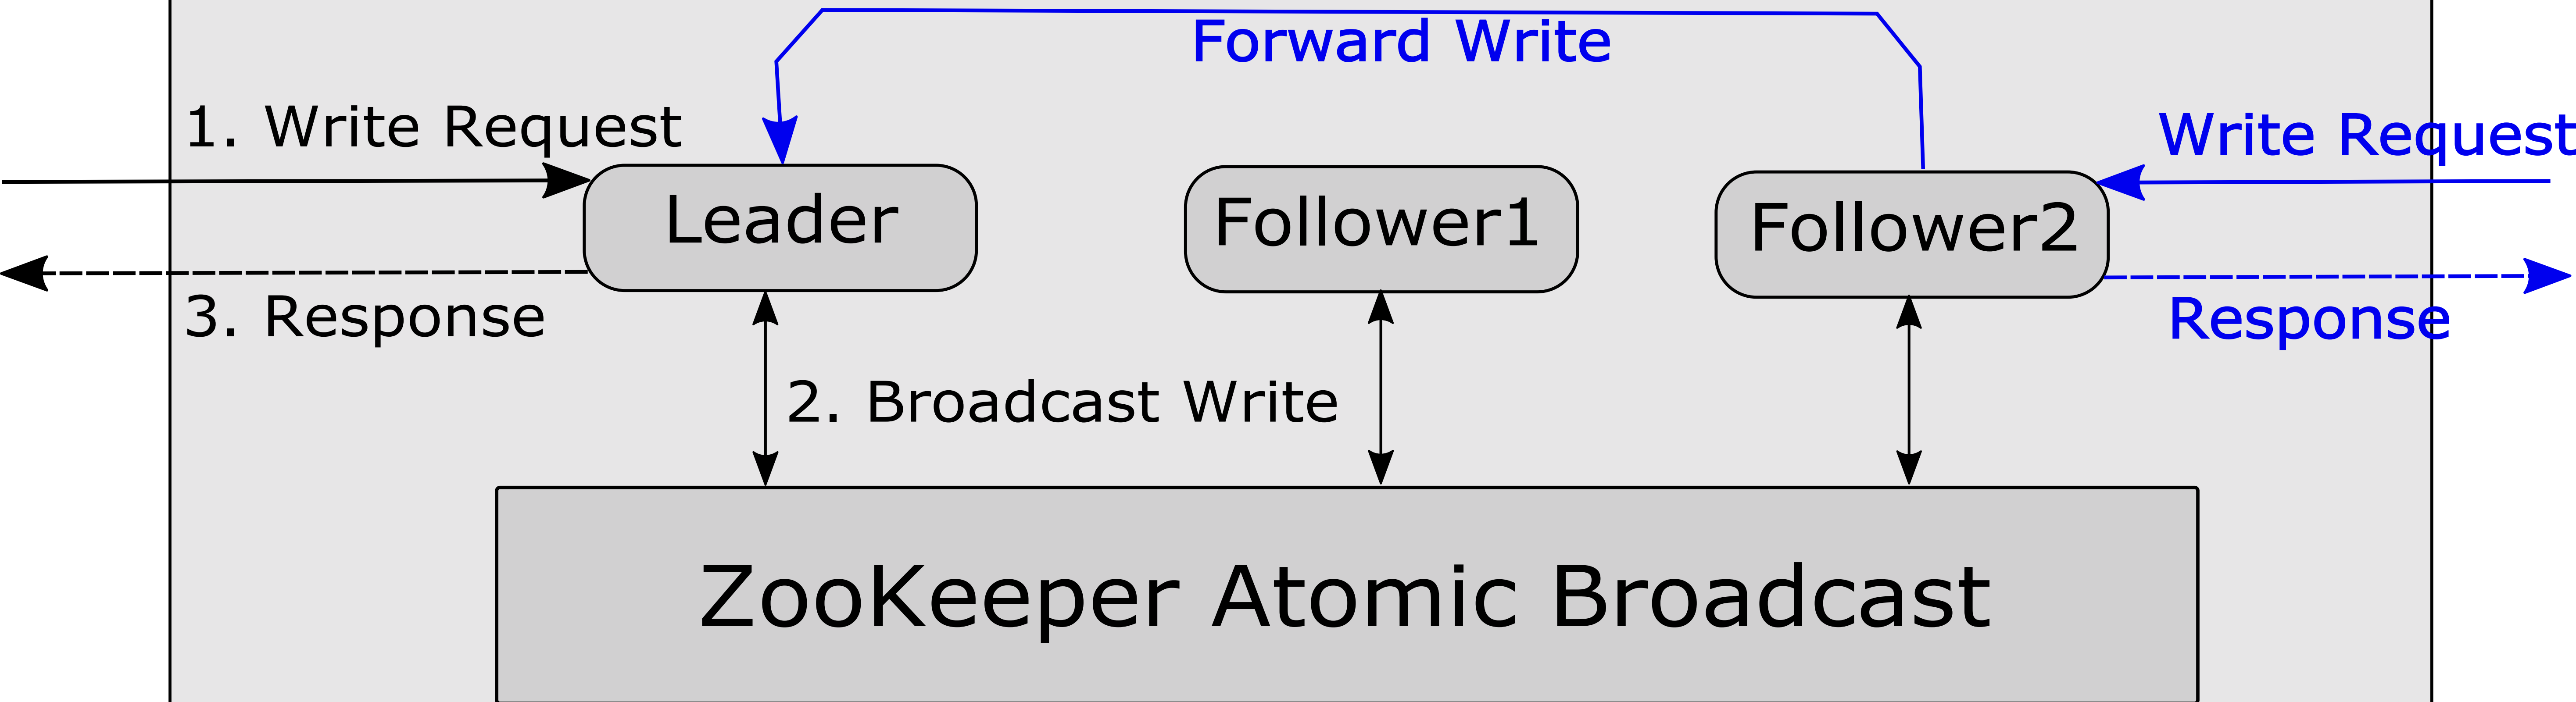 Forward Write
1. Write Request
Write Request
Leader
Follower1
Follower2
3. Response
Response
2. Broadcast Write
ZooKeeper Atomic Broadcast